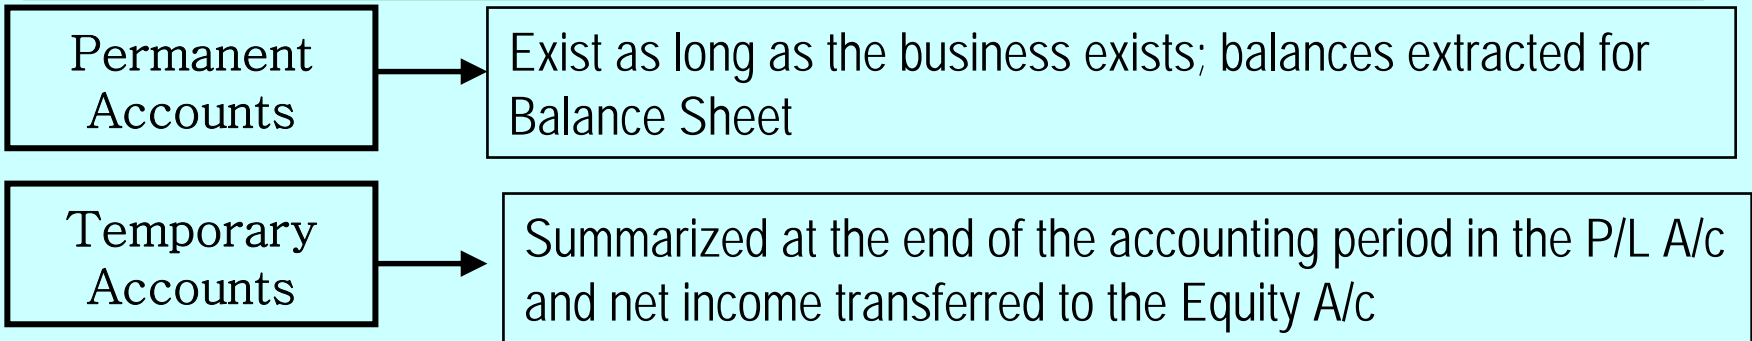 Permanent
Accounts
Exist as long as the business exists; balances extracted for
Balance Sheet
Temporary
Accounts
Summarized at the end of the accounting period in the P/L A/c
and net income transferred to the Equity A/c